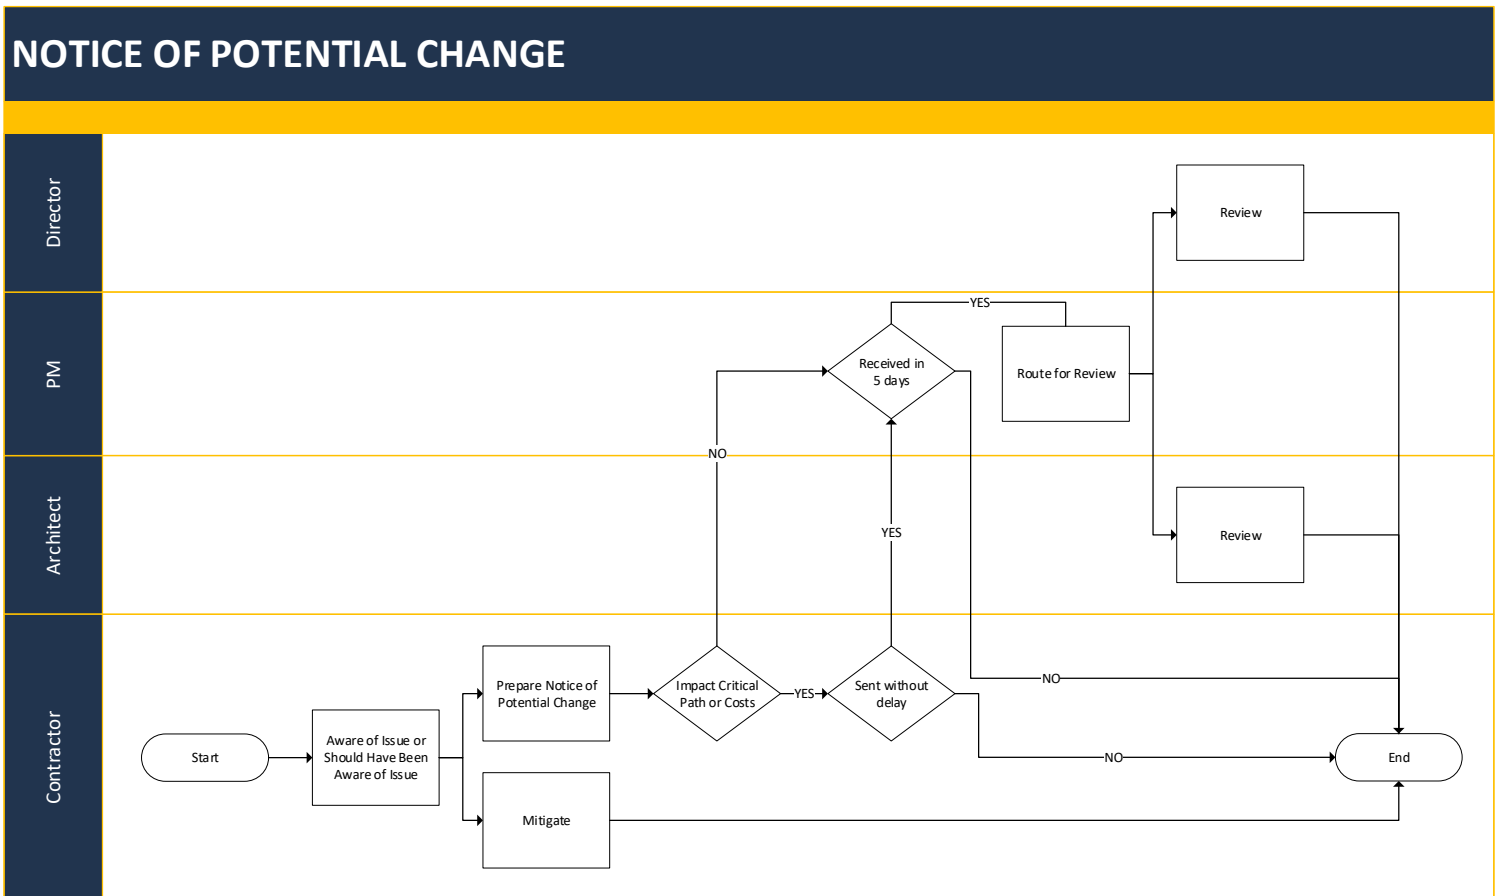 NOTICE OF POTENTIAL CHANGE
Director
Review
PM
YES
Received in
5 days
Route for Review
NO
Architect
YES
Review
Contractor
Start
Aware of Issue or
Should Have Been
Aware of Issue
Prepare Notice of
Potential Change
Mitigate
Impact Critical
Path or Costs
YES
Sent without
delay
NO
NO
End